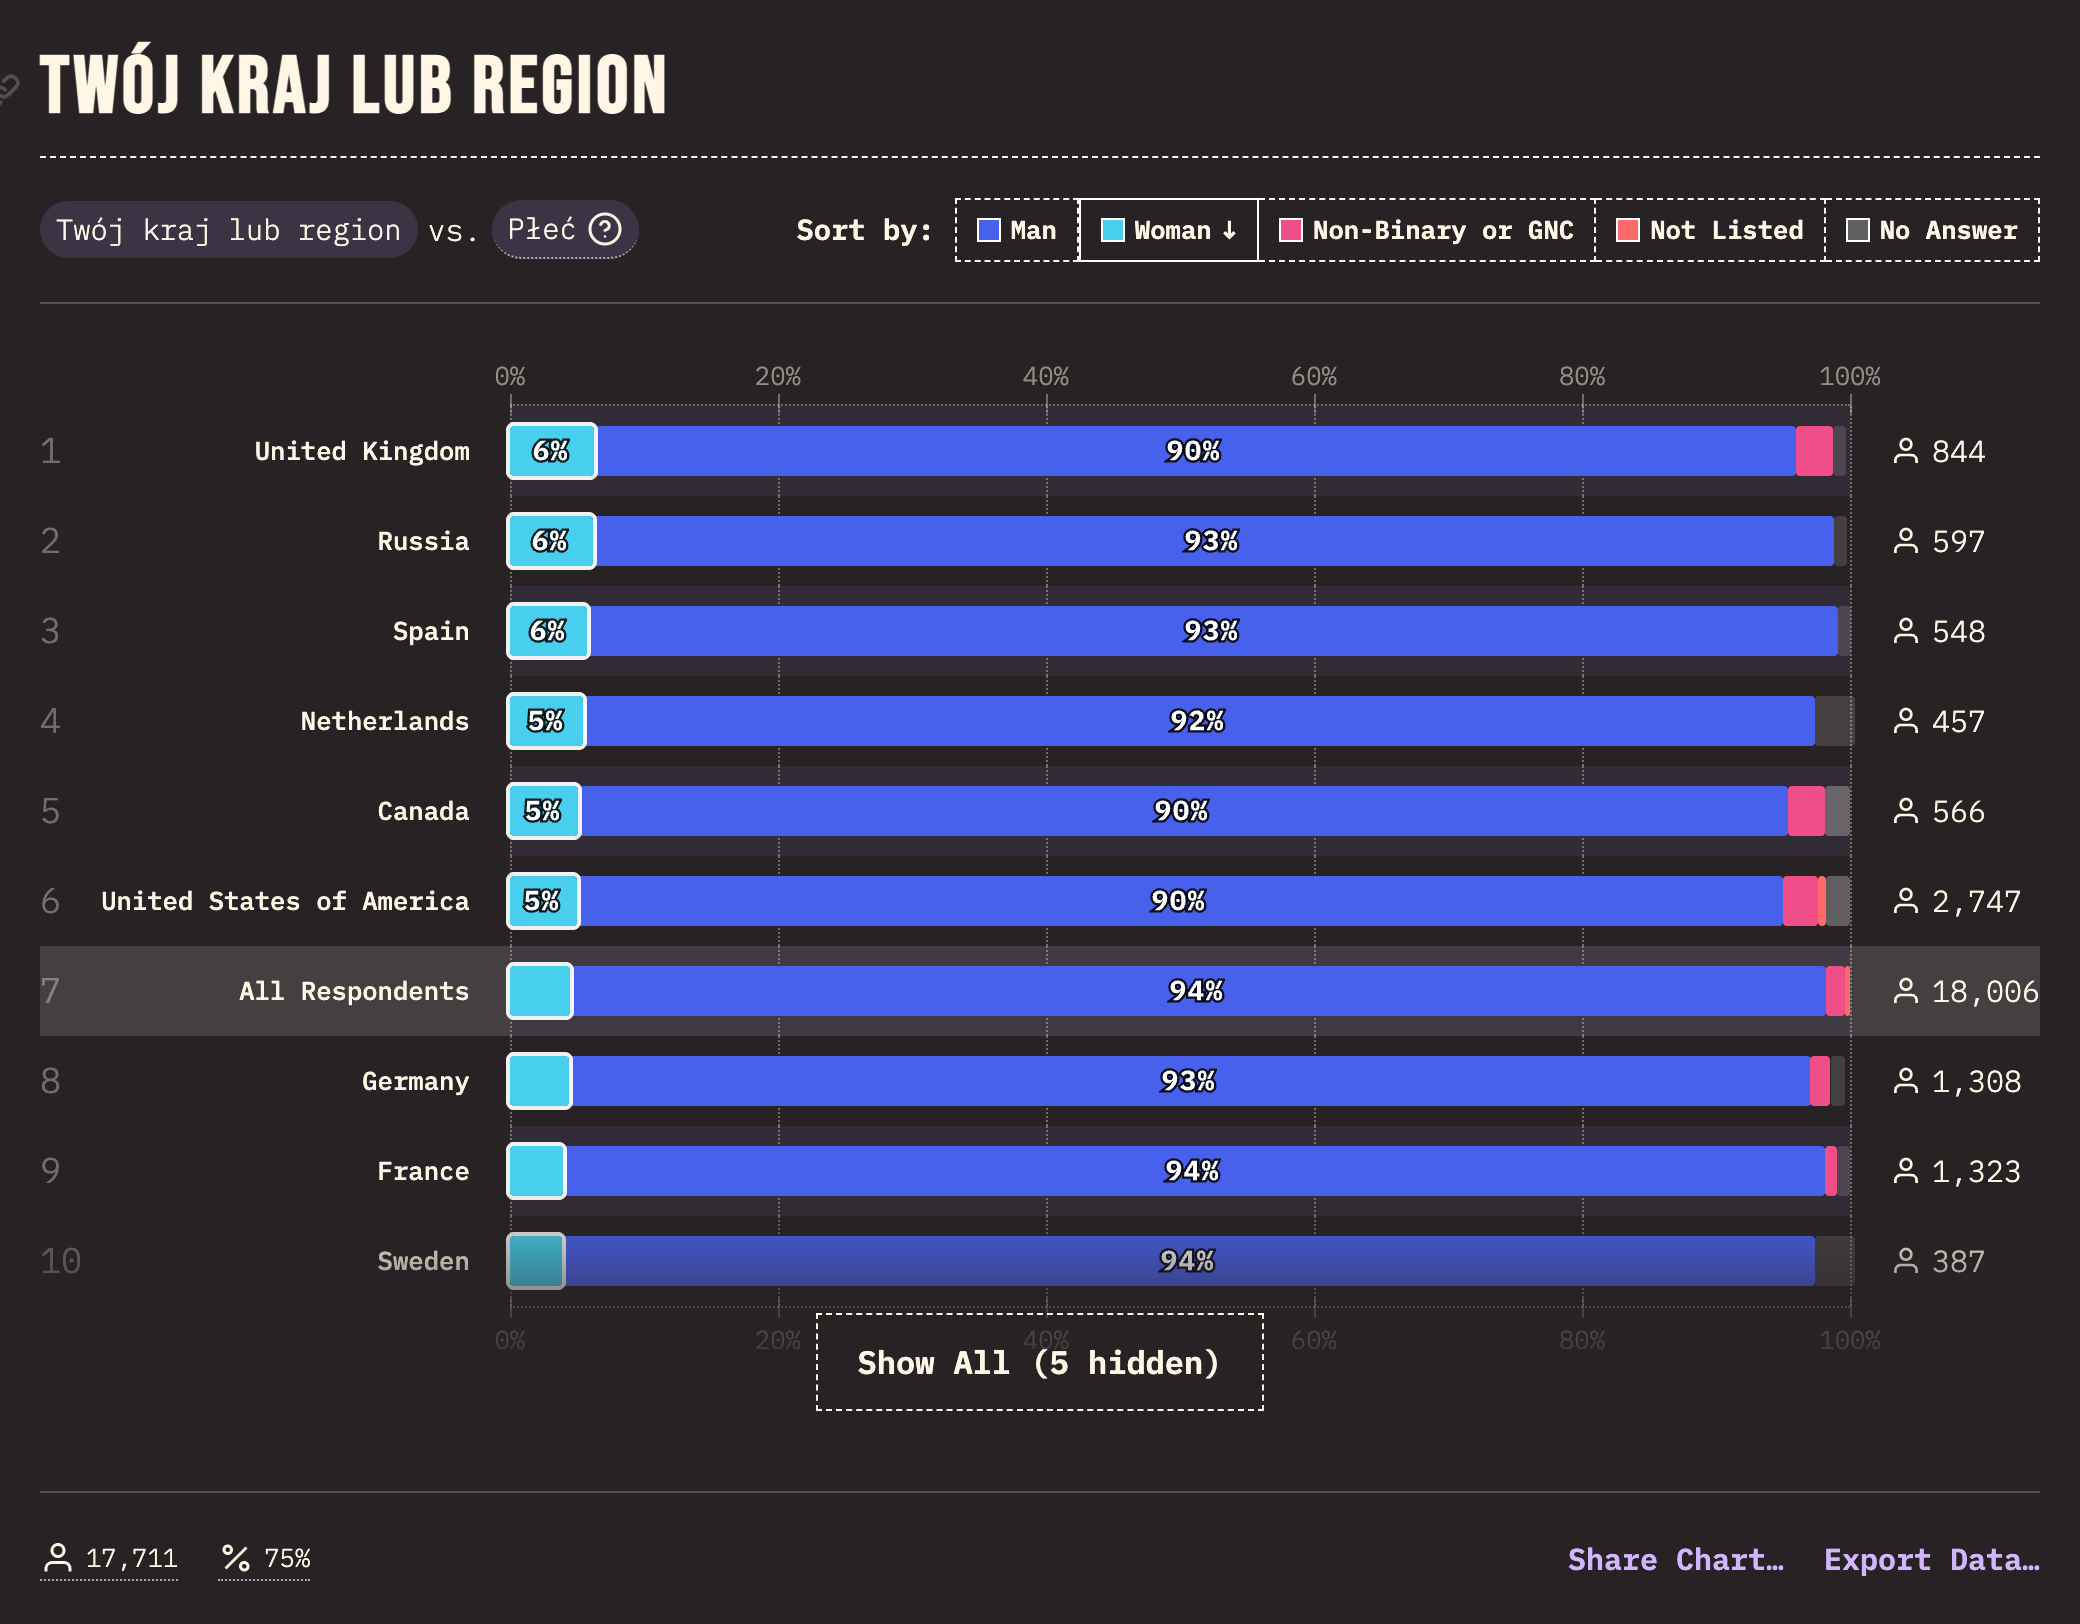 TWÓJ KRAJ LUB REGION
Twój kraj lub region vs. Płeć ? Sort by: Man Woman ↓ Non-Binary or GNC Not Listed No Answer
0% 20% 40% 60% 80% 100%
1 United Kingdom 6% 90% 844
2 Russia 6% 93% 597
3 Spain 6% 93% 548
4 Netherlands 5% 92% 457
5 Canada 5% 90% 566
6 United States of America 5% 90% 2,747
7 All Respondents 94% 18,006
8 Germany 93% 1,308
9 France 94% 1,323
10 Sweden 94% 387
0% 20% 40% 60% 80% 100%
Show All (5 hidden)
17,711 % 75% Share Chart… Export Data…